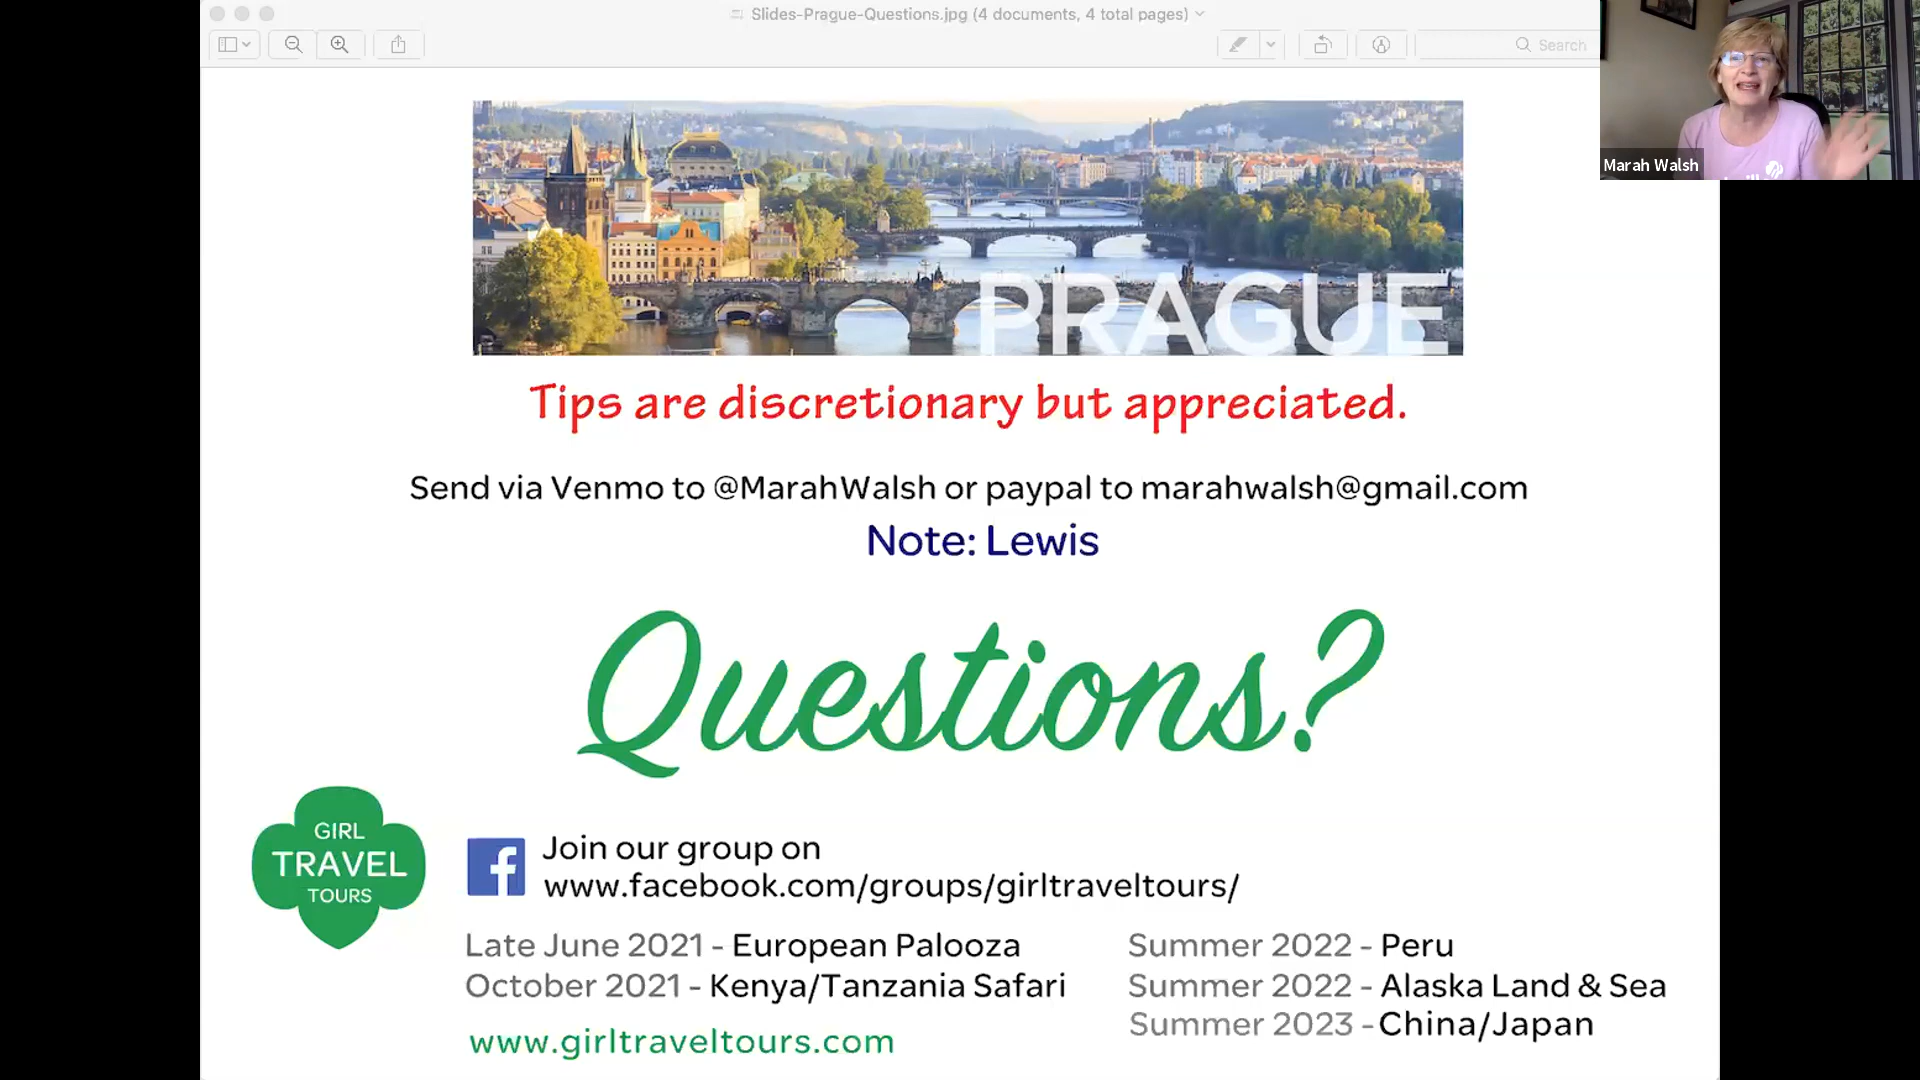 Slides-Prague-Questions.jpg (4 documents, 4 total pages)
Search
Marah Walsh
PRAGUE
Tips are discretionary but appreciated.
Send via Venmo to @MarahWalsh or paypal to marahwalsh@gmail.com
Note: Lewis
Questions?
GIRL
TRAVEL
TOURS
f
Join our group on
www.facebook.com/groups/girltraveltours/
Late June 2021 - European Palooza
October 2021 - Kenya/Tanzania Safari
www.girltraveltours.com
Summer 2022 - Peru
Summer 2022 - Alaska Land & Sea
Summer 2023 - China/Japan